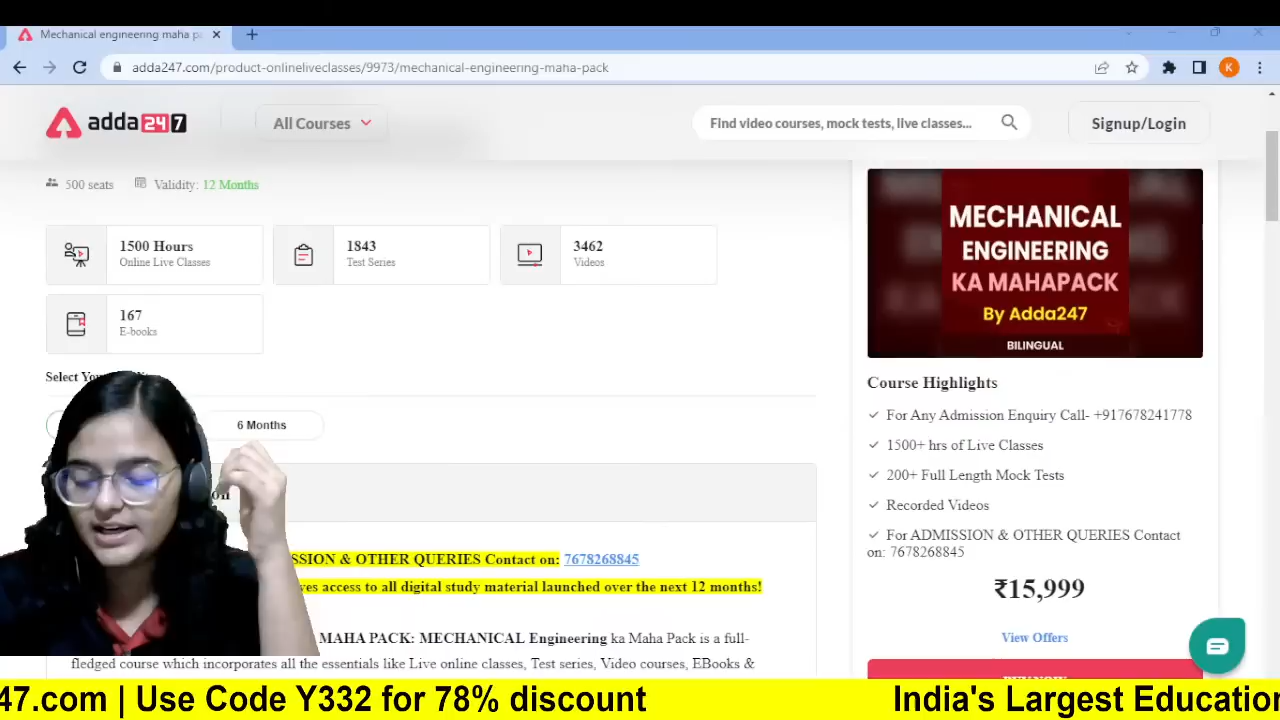 Mechanical engineering maha pa
adda247.com/product-onlineliveclasses/9973/mechanical-engineering-maha-pack
K
adda247
All Courses
Find video courses, mock tests, live classes...
Signup/Login
500 seats
Validity: 12 Months
1500 Hours
Online Live Classes
1843
Test Series
3462
Videos
167
E-books
Select You
6 Months
on
SSION & OTHER QUERIES Contact on: 7678268845
ves access to all digital study material launched over the next 12 months!
MAHA PACK: MECHANICAL Engineering ka Maha Pack is a full-
fledged course which incorporates all the essentials like Live online classes, Test series, Video courses, EBooks &
MECHANICAL
ENGINEERING
KA MAHAPACK
By Adda247
BILINGUAL
Course Highlights
For Any Admission Enquiry Call- +917678241778
1500+ hrs of Live Classes
200+ Full Length Mock Tests
Recorded Videos
For ADMISSION & OTHER QUERIES Contact
on: 7678268845
₹15,999
View Offers
BUY NOW
47.com | Use Code Y332 for 78% discount
India's Largest Education